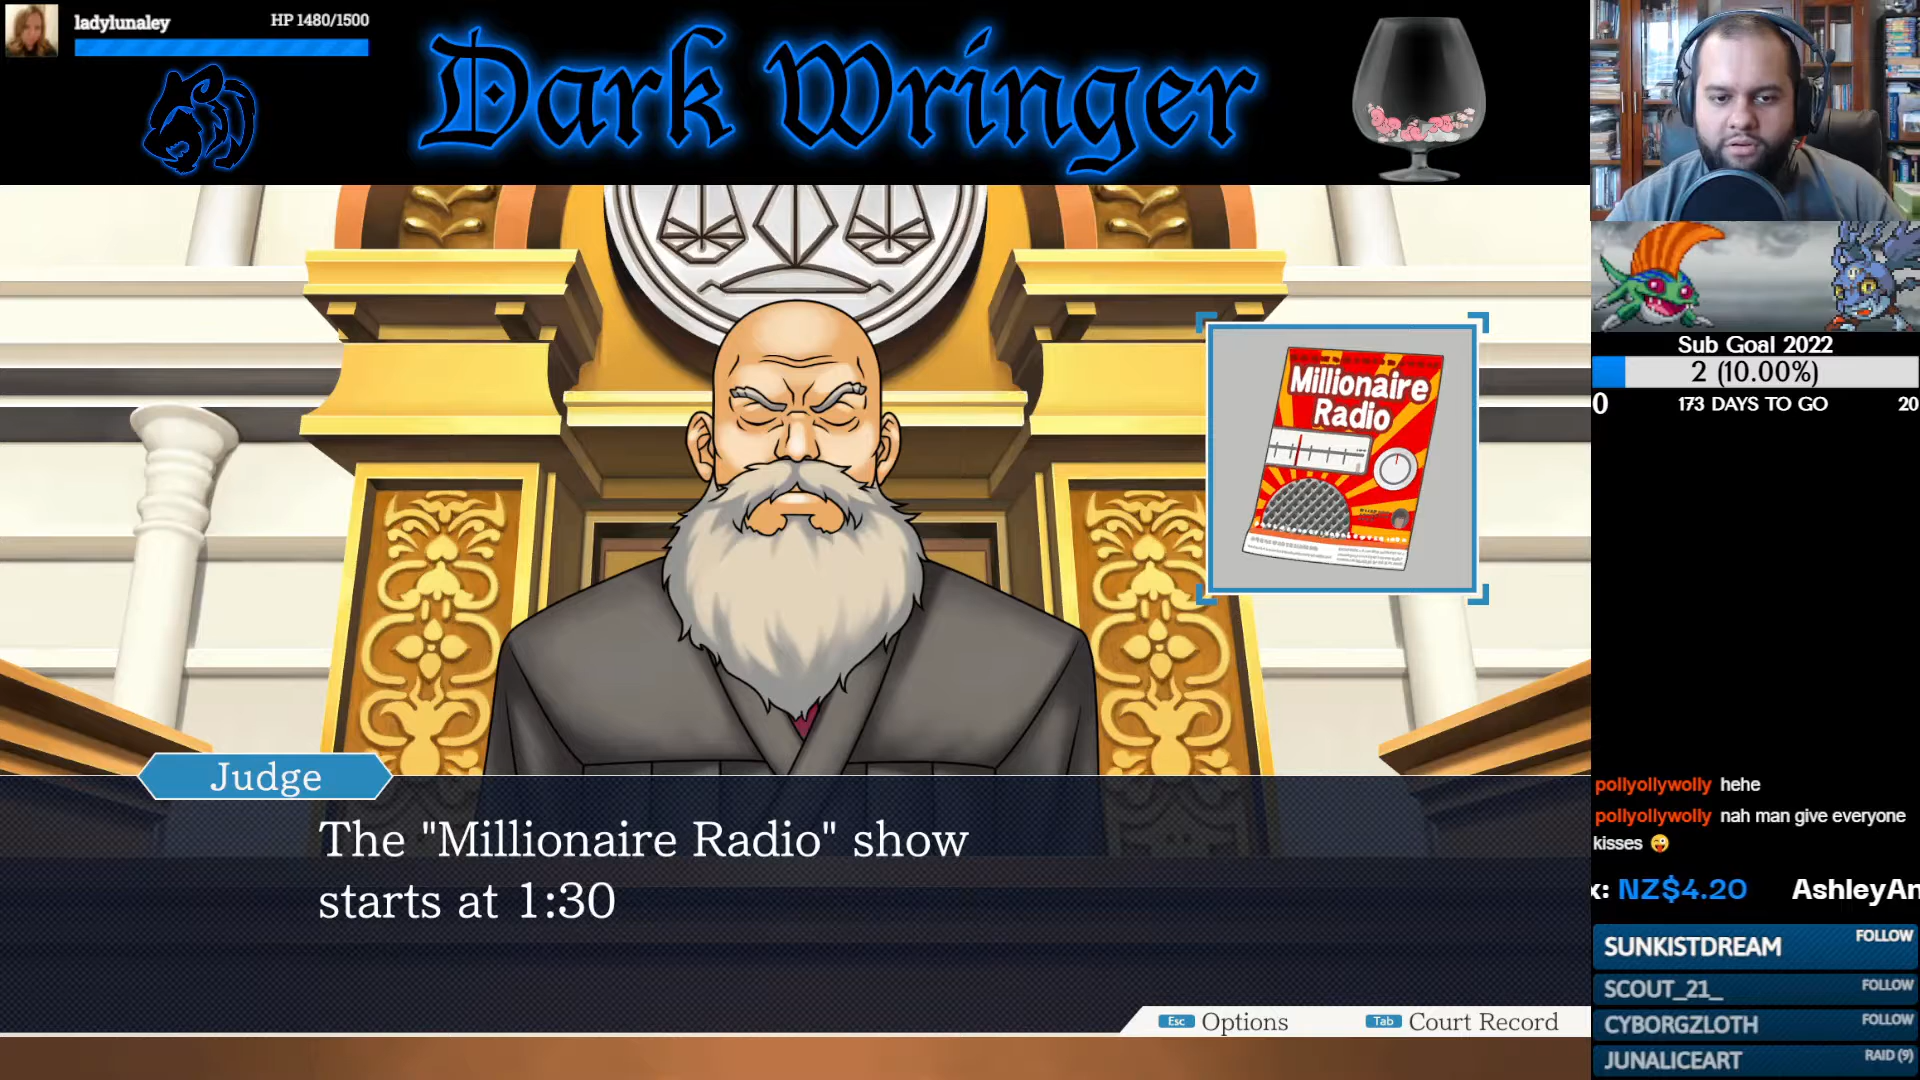 ladylunaley HP 1480/1500
Dark Wringer
Millionaire
Radio
Sub Goal 2022
2 (10.00%)
0 173 DAYS TO GO 20
Judge
The "Millionaire Radio" show
starts at 1:30
Esc Options Tab Court Record
pollyollywolly hehe
pollyollywolly nah man give everyone
kisses 😜
x: NZ$4.20 AshleyAn
SUNKISTDREAM FOLLOW
SCOUT_21_ FOLLOW
CYBORGZLOTH FOLLOW
JUNALICEART RAID (9)